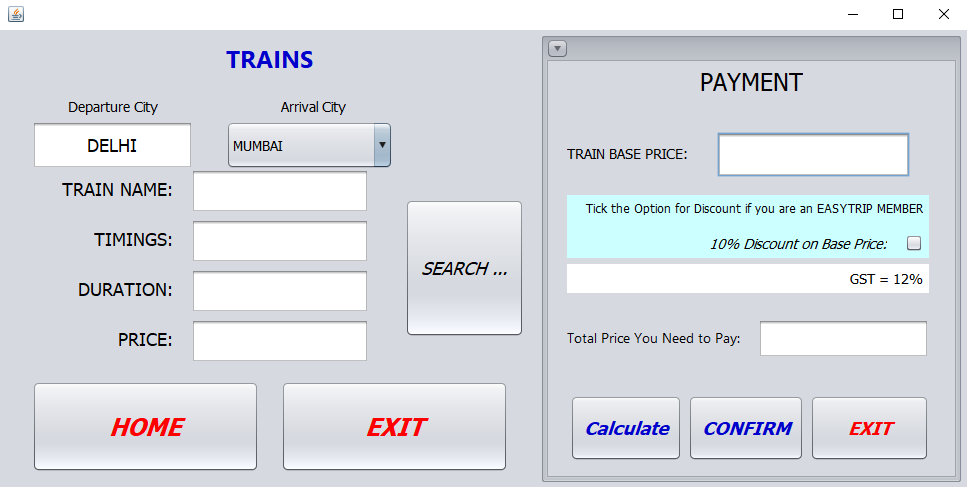 TRAINS
Departure City
Arrival City
DELHI
MUMBAI
TRAIN NAME:
TIMINGS:
DURATION:
PRICE:
SEARCH ...
HOME
EXIT
PAYMENT
TRAIN BASE PRICE:
Tick the Option for Discount if you are an EASYTRIP MEMBER
10% Discount on Base Price:
GST = 12%
Total Price You Need to Pay:
Calculate
CONFIRM
EXIT